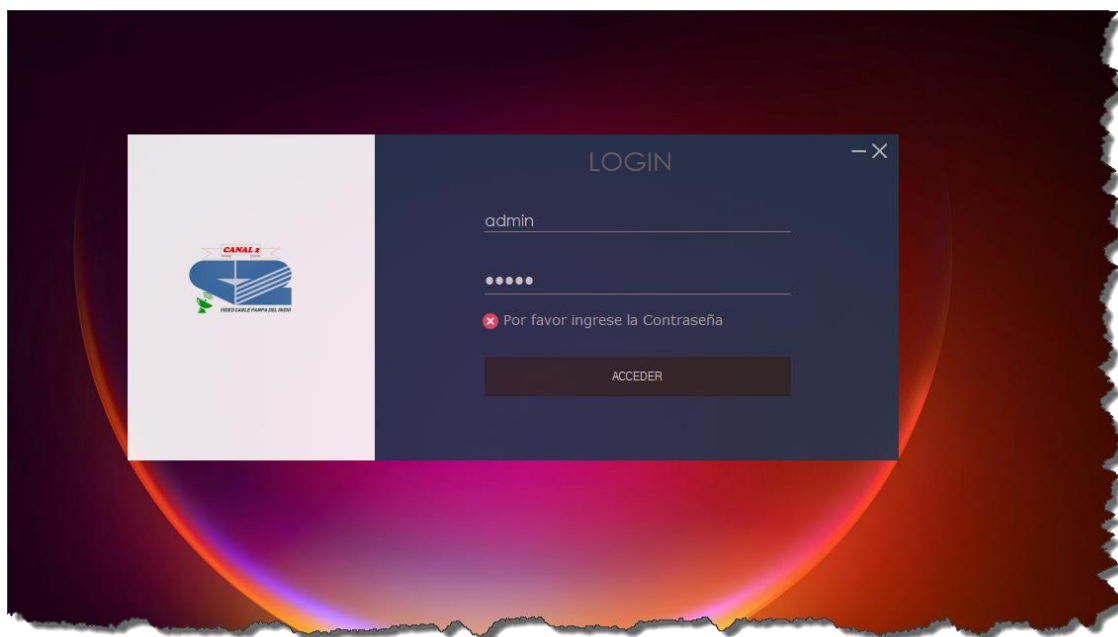 LOGIN
admin
CANAL 2
VIDEO CABLE PAMPA DEL INDIO
●●●●●
Por favor ingrese la Contraseña
ACCEDER